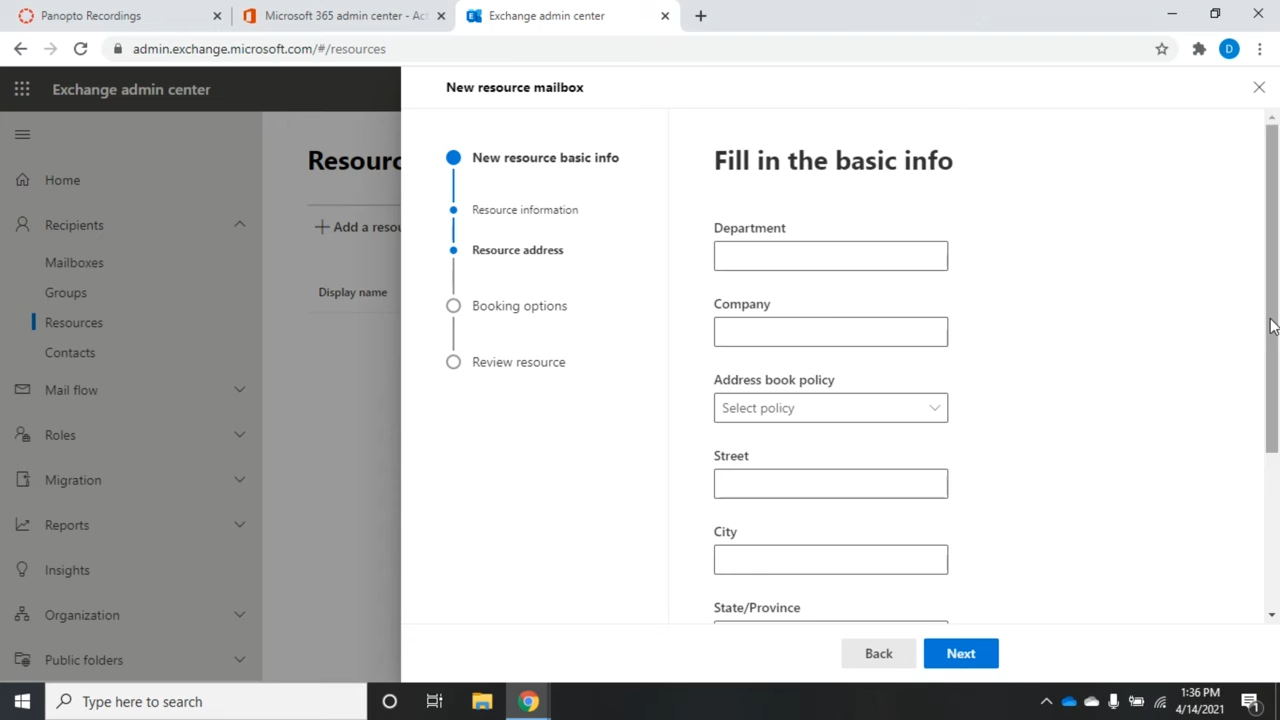 Panopto Recordings
Microsoft 365 admin center - Act
Exchange admin center
admin.exchange.microsoft.com/#/resources
D
Exchange admin center
New resource mailbox
Home
Recipients
Mailboxes
Groups
Resources
Contacts
Mail flow
Roles
Migration
Reports
Insights
Organization
Public folders
Resourc
Add a resou
Display name
New resource basic info
Resource information
Resource address
Booking options
Review resource
Fill in the basic info
Department
Company
Address book policy
Select policy
Street
City
State/Province
Back
Next
Type here to search
1:36 PM
4/14/2021
1